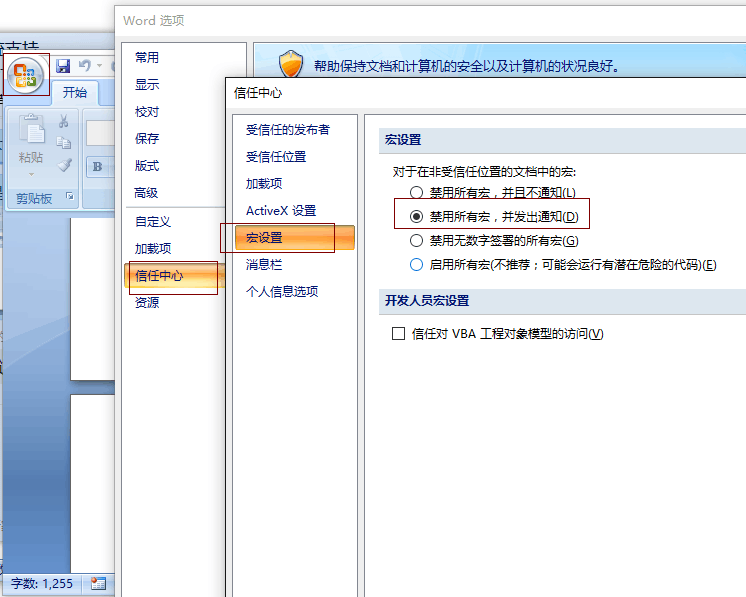 Word 选项
开始
粘贴
B
剪贴板
字数: 1,255
常用
显示
校对
保存
版式
高级
自定义
加载项
信任中心
资源
帮助保持文档和计算机的安全以及计算机的状况良好。
信任中心
受信任的发布者
受信任位置
加载项
ActiveX 设置
宏设置
消息栏
个人信息选项
宏设置
对于在非受信任位置的文档中的宏:
禁用所有宏，并且不通知(L)
禁用所有宏，并发出通知(D)
禁用无数字签署的所有宏(G)
启用所有宏(不推荐；可能会运行有潜在危险的代码)(E)
开发人员宏设置
信任对 VBA 工程对象模型的访问(V)